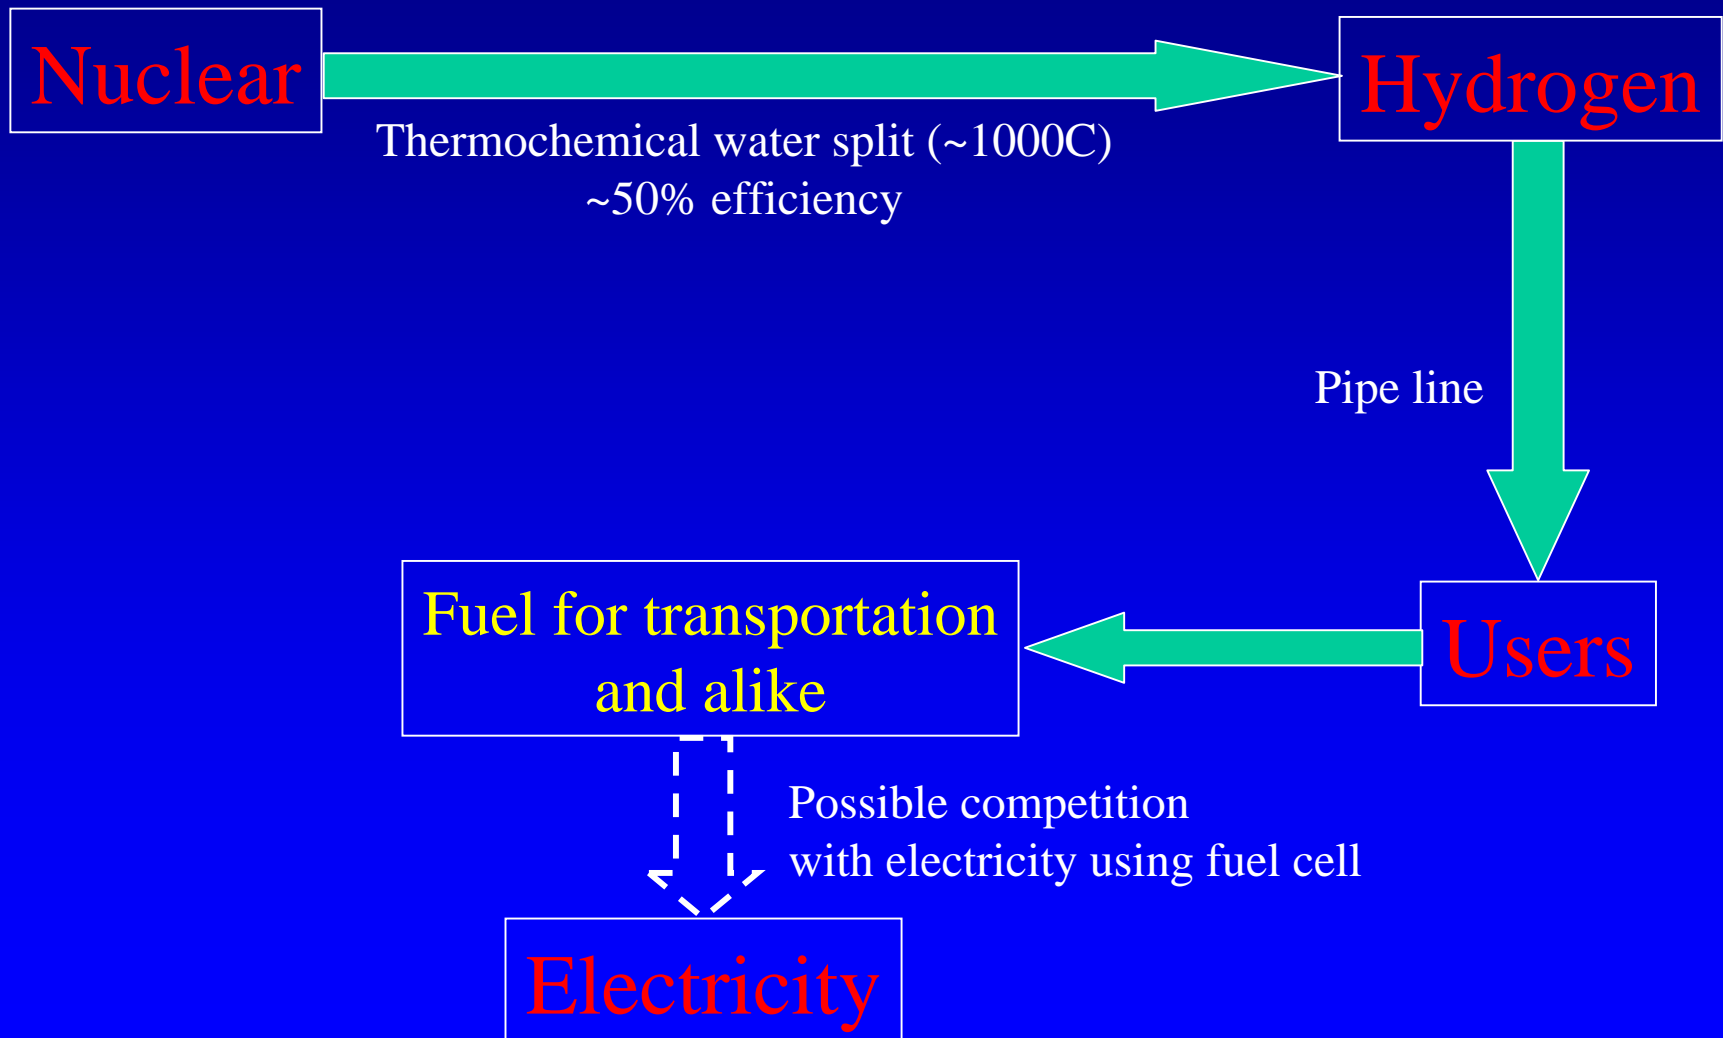 Nuclear
Hydrogen
Thermochemical water split (~1000C)
~50% efficiency
Pipe line
Fuel for transportation
and alike
Users
Possible competition
with electricity using fuel cell
Electricity